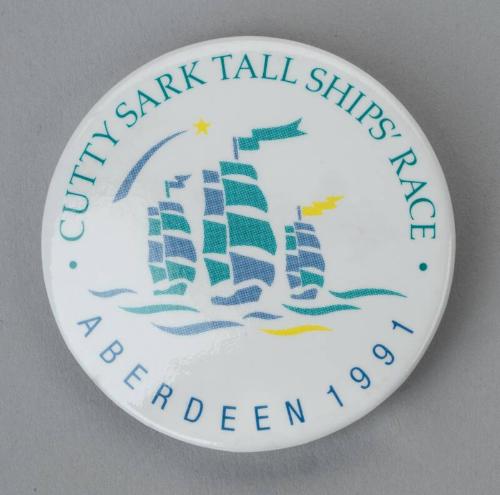 CUTTY SARK TALL SHIPS' RACE
ABERDEEN 1991